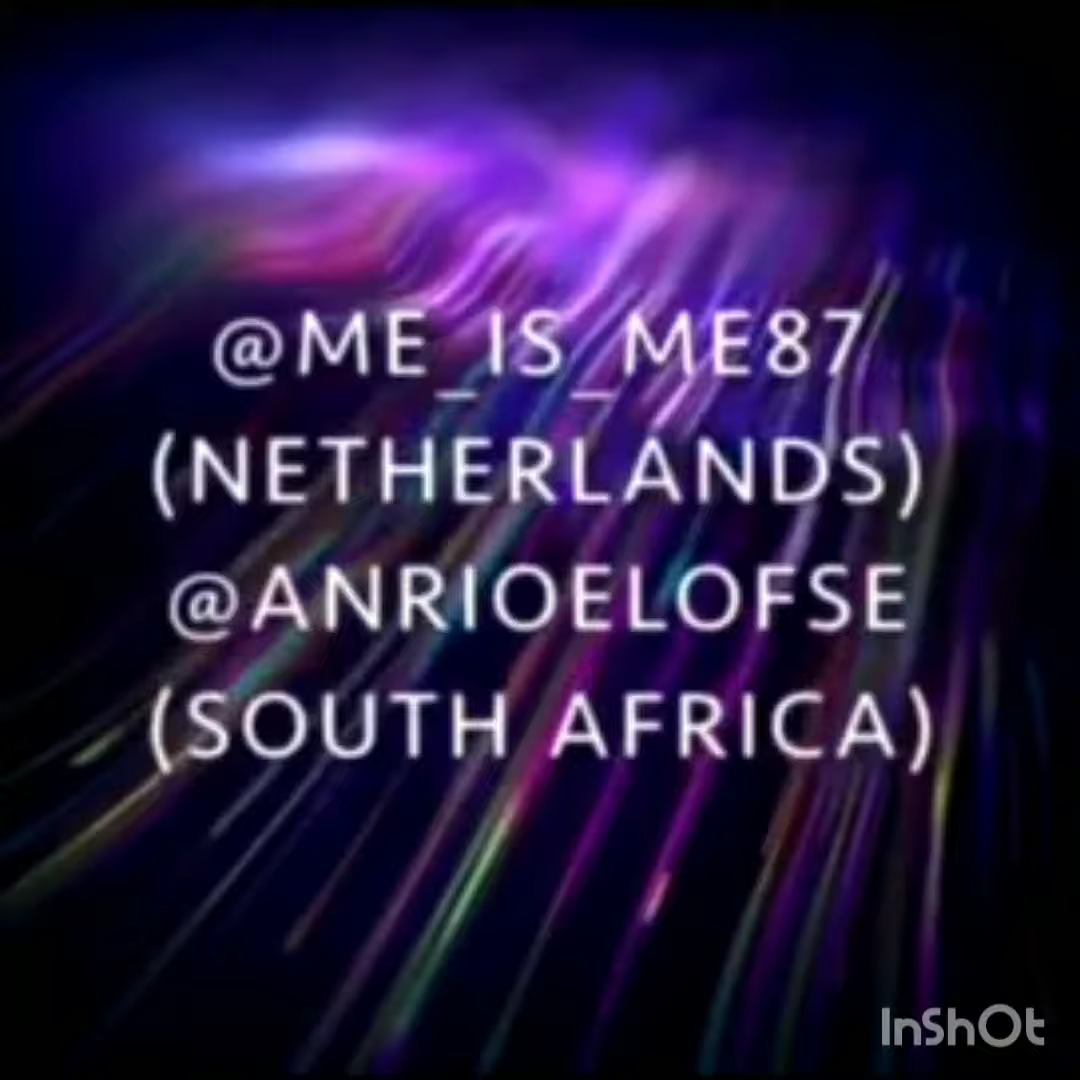 @ME_IS_ME87
(NETHERLANDS)
@ANRIOELOFSE
(SOUTH AFRICA)
InShOt